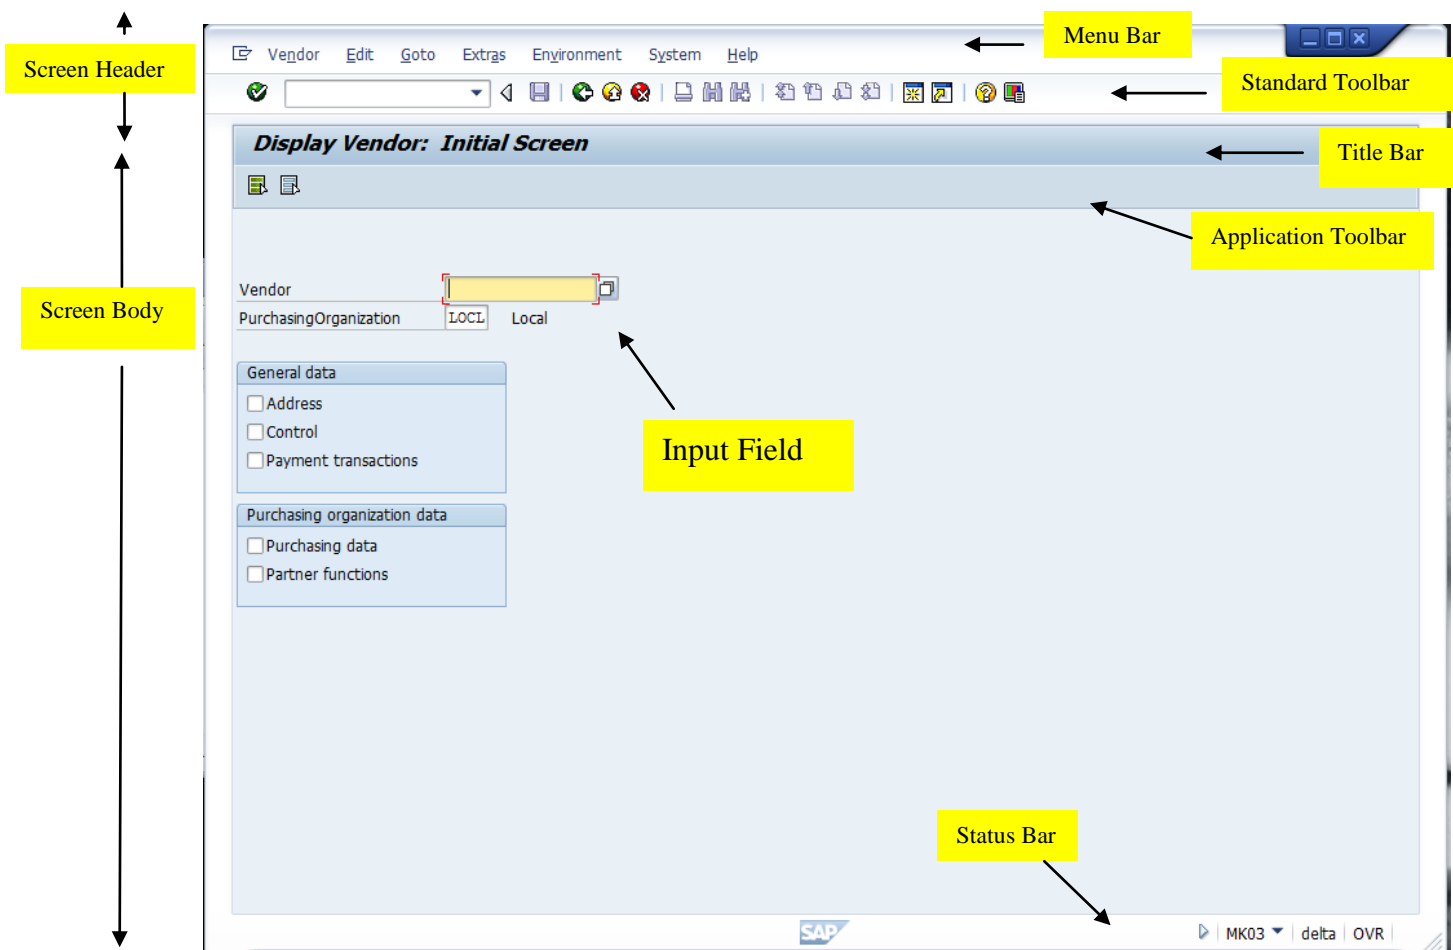 Menu Bar
Vendor Edit Goto Extras Environment System Help
Screen Header
Standard Toolbar
Display Vendor: Initial Screen
Title Bar
Application Toolbar
Vendor
PurchasingOrganization LOCL Local
Screen Body
General data
Address
Control
Payment transactions
Input Field
Purchasing organization data
Purchasing data
Partner functions
Status Bar
SAP
MK03 delta OVR